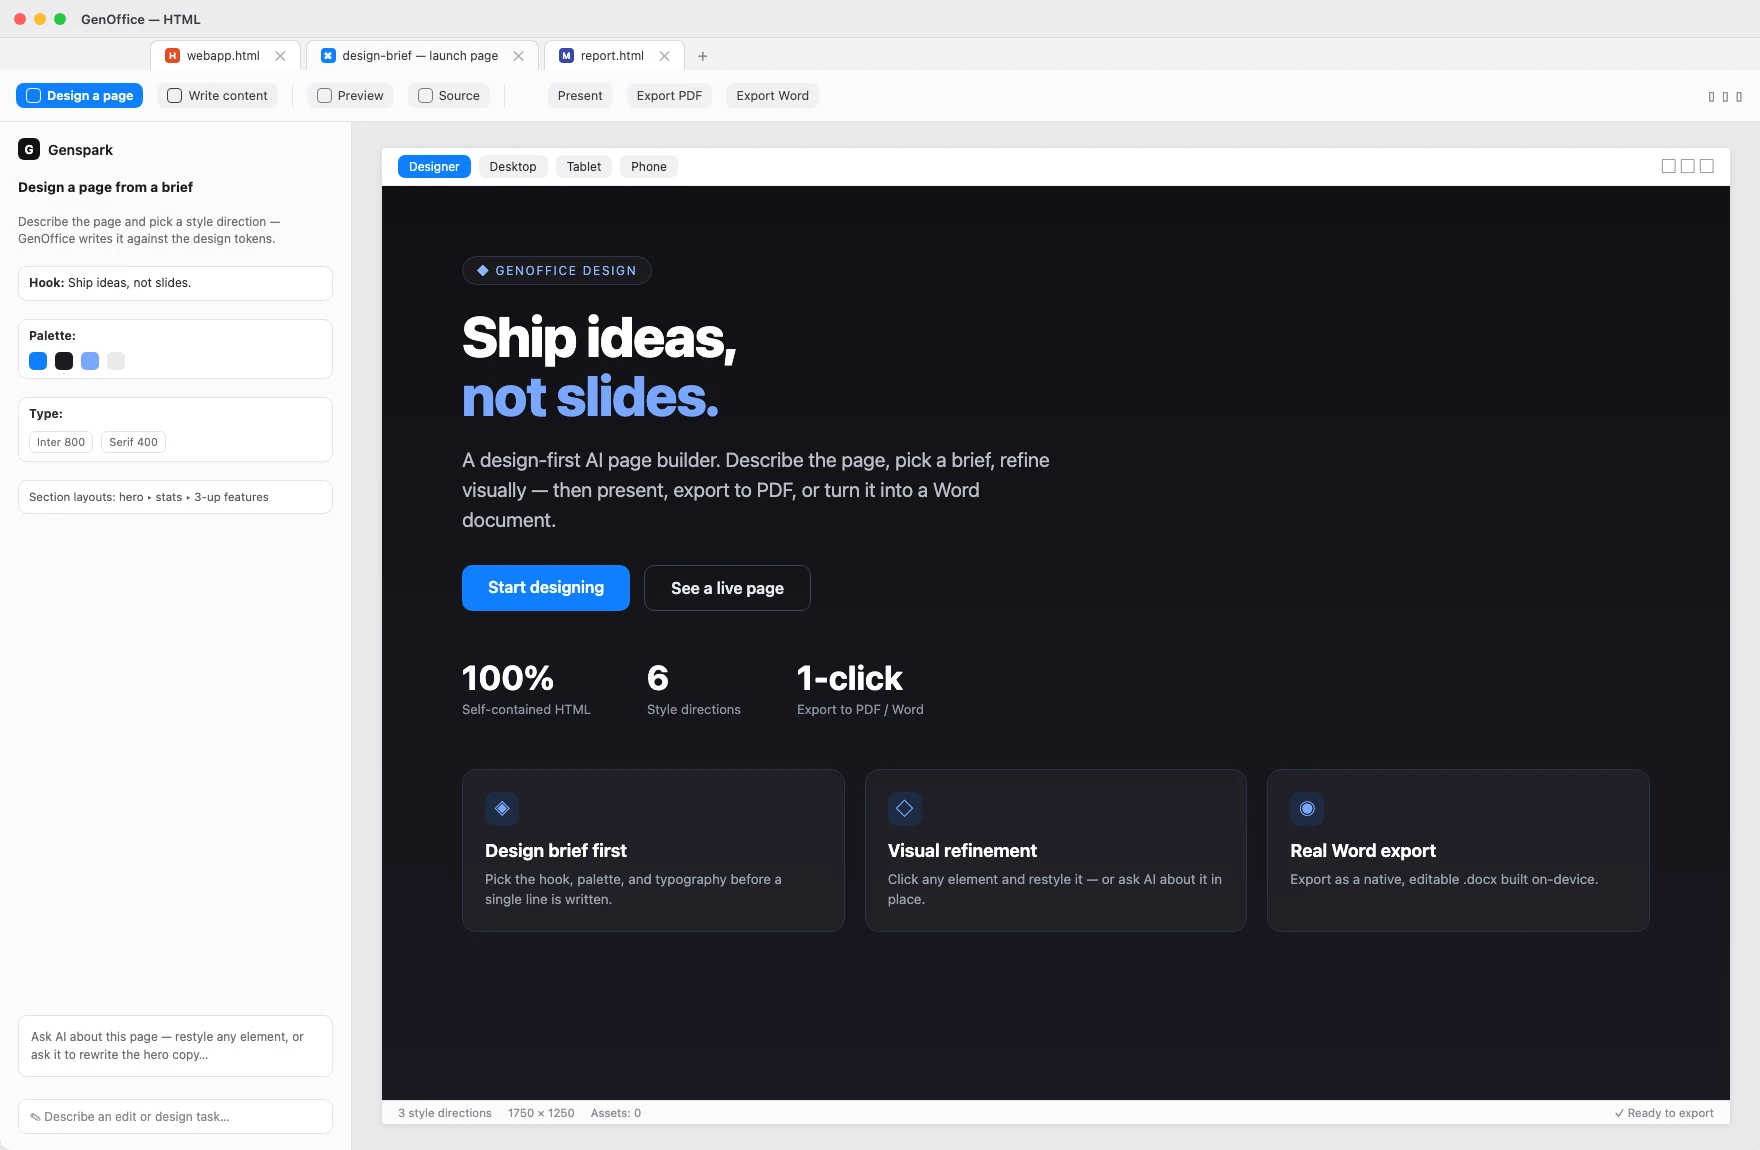 GenOffice — HTML
H webapp.html
design-brief — launch page
M report.html
+
Design a page
Write content
Preview
Source
Present
Export PDF
Export Word
G Genspark
Design a page from a brief
Describe the page and pick a style direction —
GenOffice writes it against the design tokens.
Hook: Ship ideas, not slides.
Palette:
Type:
Inter 800
Serif 400
Section layouts: hero ▸ stats ▸ 3-up features
Ask AI about this page — restyle any element, or
ask it to rewrite the hero copy...
✎ Describe an edit or design task...
Designer
Desktop
Tablet
Phone
◆ GENOFFICE DESIGN
Ship ideas,
not slides.
A design-first AI page builder. Describe the page, pick a brief, refine
visually — then present, export to PDF, or turn it into a Word
document.
Start designing
See a live page
100%
Self-contained HTML
6
Style directions
1-click
Export to PDF / Word
Design brief first
Pick the hook, palette, and typography before a
single line is written.
Visual refinement
Click any element and restyle it — or ask AI about it in
place.
Real Word export
Export as a native, editable .docx built on-device.
3 style directions
1750 × 1250
Assets: 0
✓ Ready to export